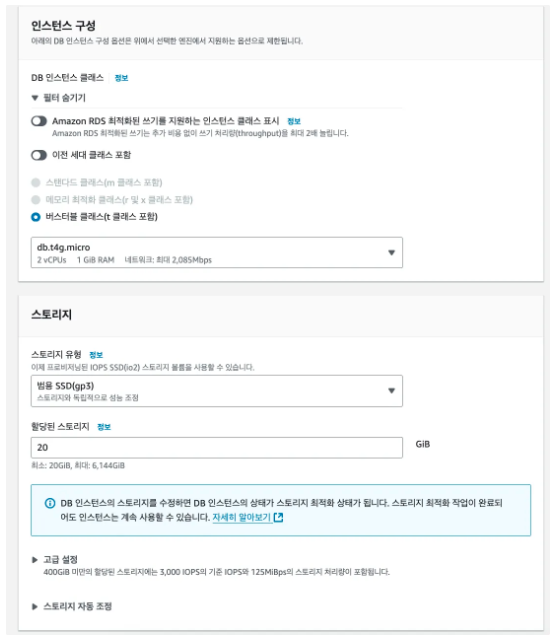 인스턴스 구성
아래의 DB 인스턴스 구성 옵션은 위에서 선택한 엔진에서 지원하는 옵션으로 제한됩니다.
DB 인스턴스 클래스 정보
▼ 필터 숨기기
Amazon RDS 최적화된 쓰기를 지원하는 인스턴스 클래스 표시 정보
Amazon RDS 최적화된 쓰기는 추가 비용 없이 쓰기 처리량(throughput)을 최대 2배 높입니다.
이전 세대 클래스 포함
스탠다드 클래스(m 클래스 포함)
메모리 최적화 클래스(r 및 x 클래스 포함)
버스터블 클래스(t 클래스 포함)
db.t4g.micro
2 vCPUs 1 GiB RAM 네트워크: 최대 2,085Mbps
스토리지
스토리지 유형 정보
이제 프로비저닝된 IOPS SSD(io2) 스토리지 볼륨을 사용할 수 있습니다.
범용 SSD(gp3)
스토리지와 독립적으로 성능 조정
할당된 스토리지 정보
20 GiB
최소: 20GiB, 최대: 6,144GiB
DB 인스턴스의 스토리지를 수정하면 DB 인스턴스의 상태가 스토리지 최적화 상태가 됩니다. 스토리지 최적화 작업이 완료되
어도 인스턴스는 계속 사용할 수 있습니다. 자세히 알아보기
▶ 고급 설정
400GiB 미만의 할당된 스토리지에는 3,000 IOPS의 기준 IOPS와 125MiBps의 스토리지 처리량이 포함됩니다.
▶ 스토리지 자동 조정